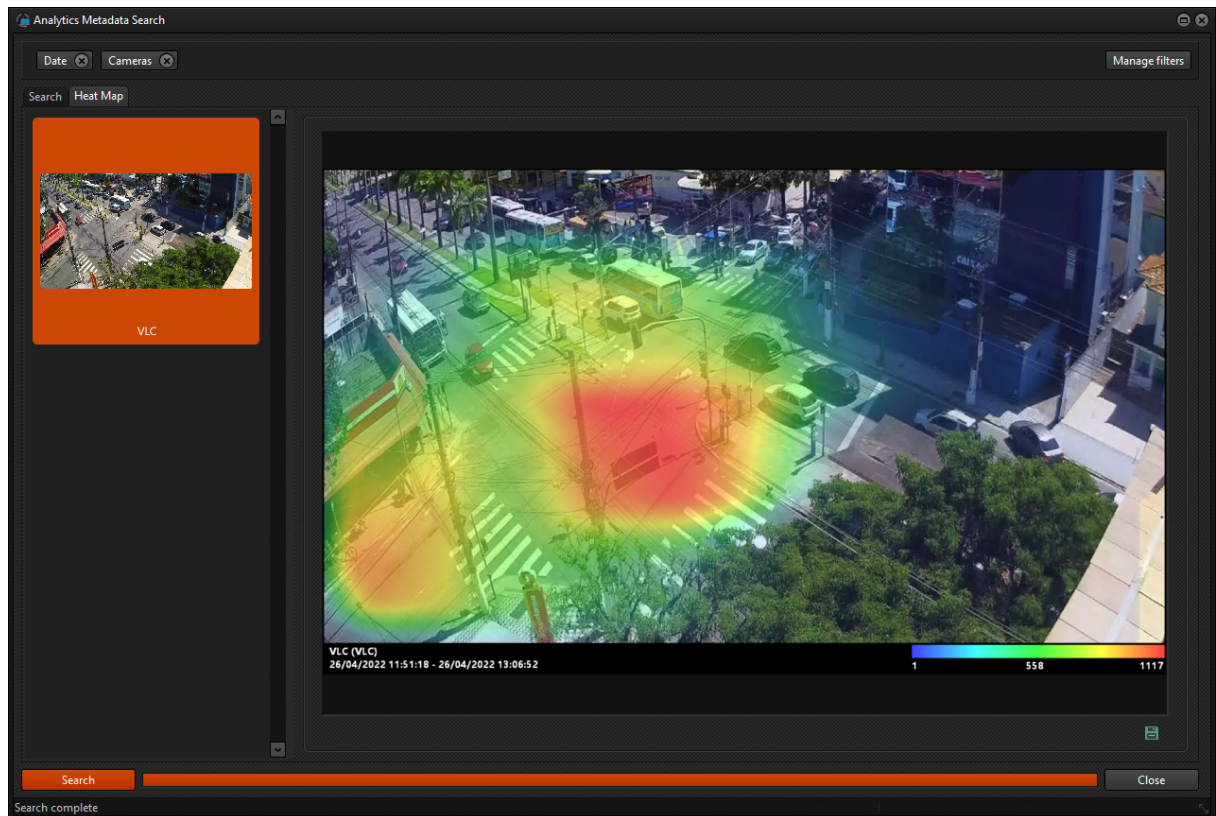 Analytics Metadata Search
Date
Cameras
Manage filters
Search
Heat Map
VLC
CAIXA
VLC (VLC)
26/04/2022 11:51:18 - 26/04/2022 13:06:52
1
558
1117
Search
Close
Search complete